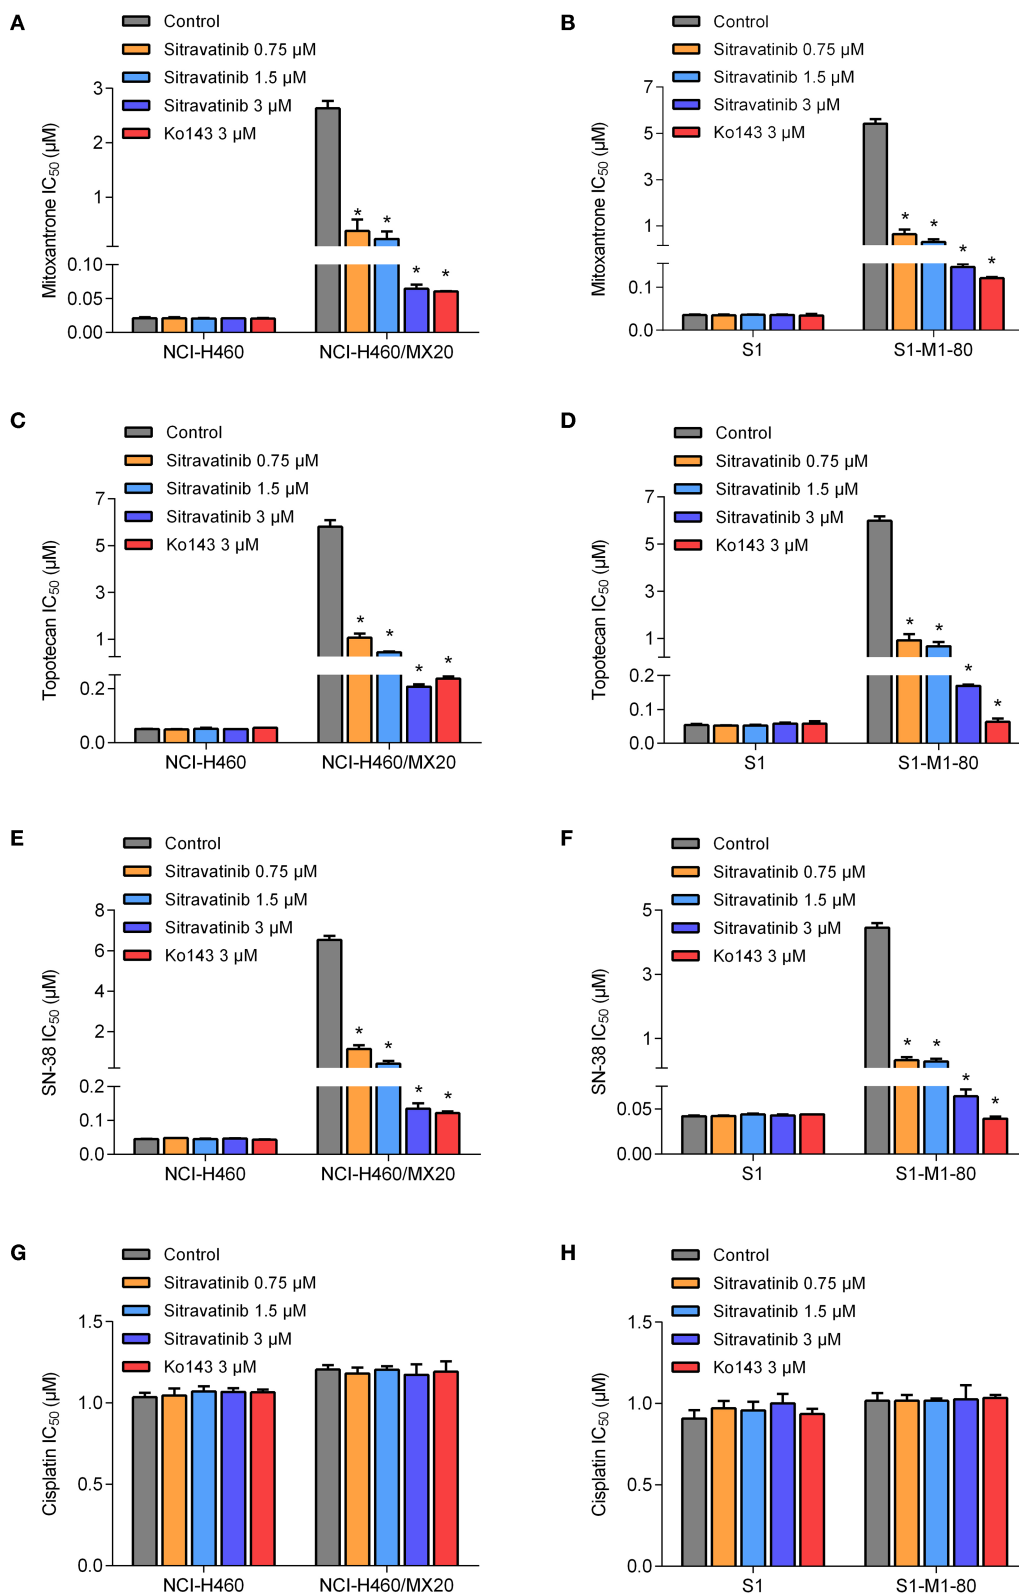 A
Control
Sitravatinib 0.75 µM
Sitravatinib 1.5 µM
Sitravatinib 3 µM
Ko143 3 µM
Mitoxantrone IC50 (µM)
3
2
1
0.10
0.05
0.00
* * * *
NCI-H460 NCI-H460/MX20
B
Control
Sitravatinib 0.75 µM
Sitravatinib 1.5 µM
Sitravatinib 3 µM
Ko143 3 µM
Mitoxantrone IC50 (µM)
7
5
3
1
0.1
0.0
* * * *
S1 S1-M1-80
C
Control
Sitravatinib 0.75 µM
Sitravatinib 1.5 µM
Sitravatinib 3 µM
Ko143 3 µM
Topotecan IC50 (µM)
7
5
3
1
0.2
0.0
* * * *
NCI-H460 NCI-H460/MX20
D
Control
Sitravatinib 0.75 µM
Sitravatinib 1.5 µM
Sitravatinib 3 µM
Ko143 3 µM
Topotecan IC50 (µM)
7
5
3
1
0.2
0.1
0.0
* * * *
S1 S1-M1-80
E
Control
Sitravatinib 0.75 µM
Sitravatinib 1.5 µM
Sitravatinib 3 µM
Ko143 3 µM
SN-38 IC50 (µM)
8
6
4
2
0.2
0.1
0.0
* * * *
NCI-H460 NCI-H460/MX20
F
Control
Sitravatinib 0.75 µM
Sitravatinib 1.5 µM
Sitravatinib 3 µM
Ko143 3 µM
SN-38 IC50 (µM)
5
3
1
0.05
0.00
* * * *
S1 S1-M1-80
G
Control
Sitravatinib 0.75 µM
Sitravatinib 1.5 µM
Sitravatinib 3 µM
Ko143 3 µM
Cisplatin IC50 (µM)
1.5
1.0
0.5
0.0
NCI-H460 NCI-H460/MX20
H
Control
Sitravatinib 0.75 µM
Sitravatinib 1.5 µM
Sitravatinib 3 µM
Ko143 3 µM
Cisplatin IC50 (µM)
1.5
1.0
0.5
0.0
S1 S1-M1-80